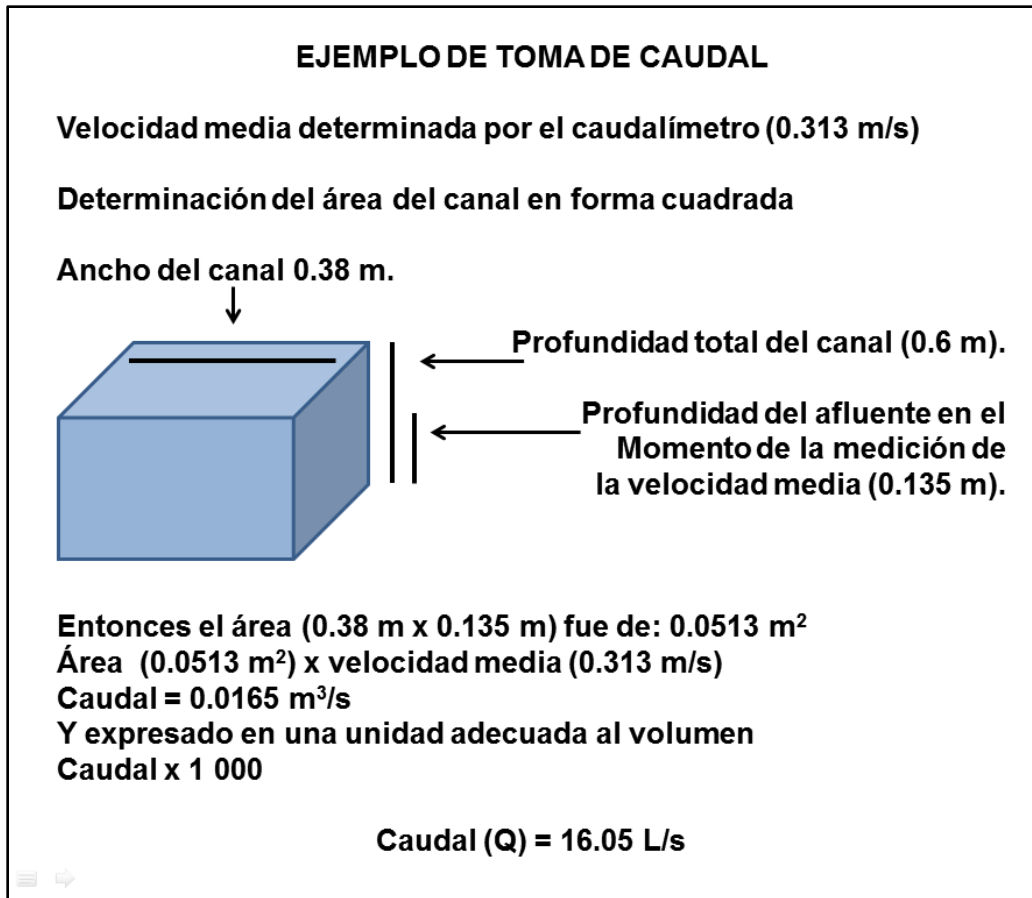 EJEMPLO DE TOMA DE CAUDAL
Velocidad media determinada por el caudalímetro (0.313 m/s)
Determinación del área del canal en forma cuadrada
Ancho del canal 0.38 m.
Profundidad total del canal (0.6 m).
Profundidad del afluente en el
Momento de la medición de
la velocidad media (0.135 m).
Entonces el área (0.38 m x 0.135 m) fue de: 0.0513 m²
Área (0.0513 m²) x velocidad media (0.313 m/s)
Caudal = 0.0165 m³/s
Y expresado en una unidad adecuada al volumen
Caudal x 1 000
Caudal (Q) = 16.05 L/s